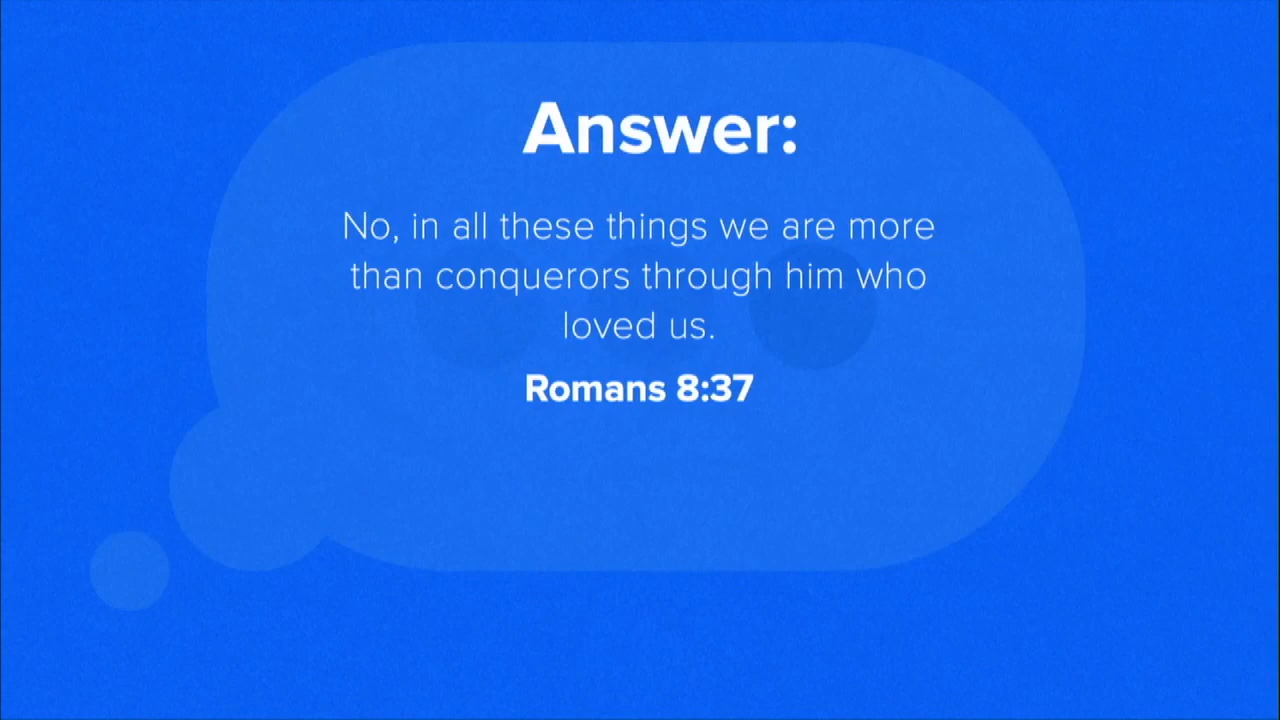 Answer:
No, in all these things we are more
than conquerors through him who
loved us.
Romans 8:37